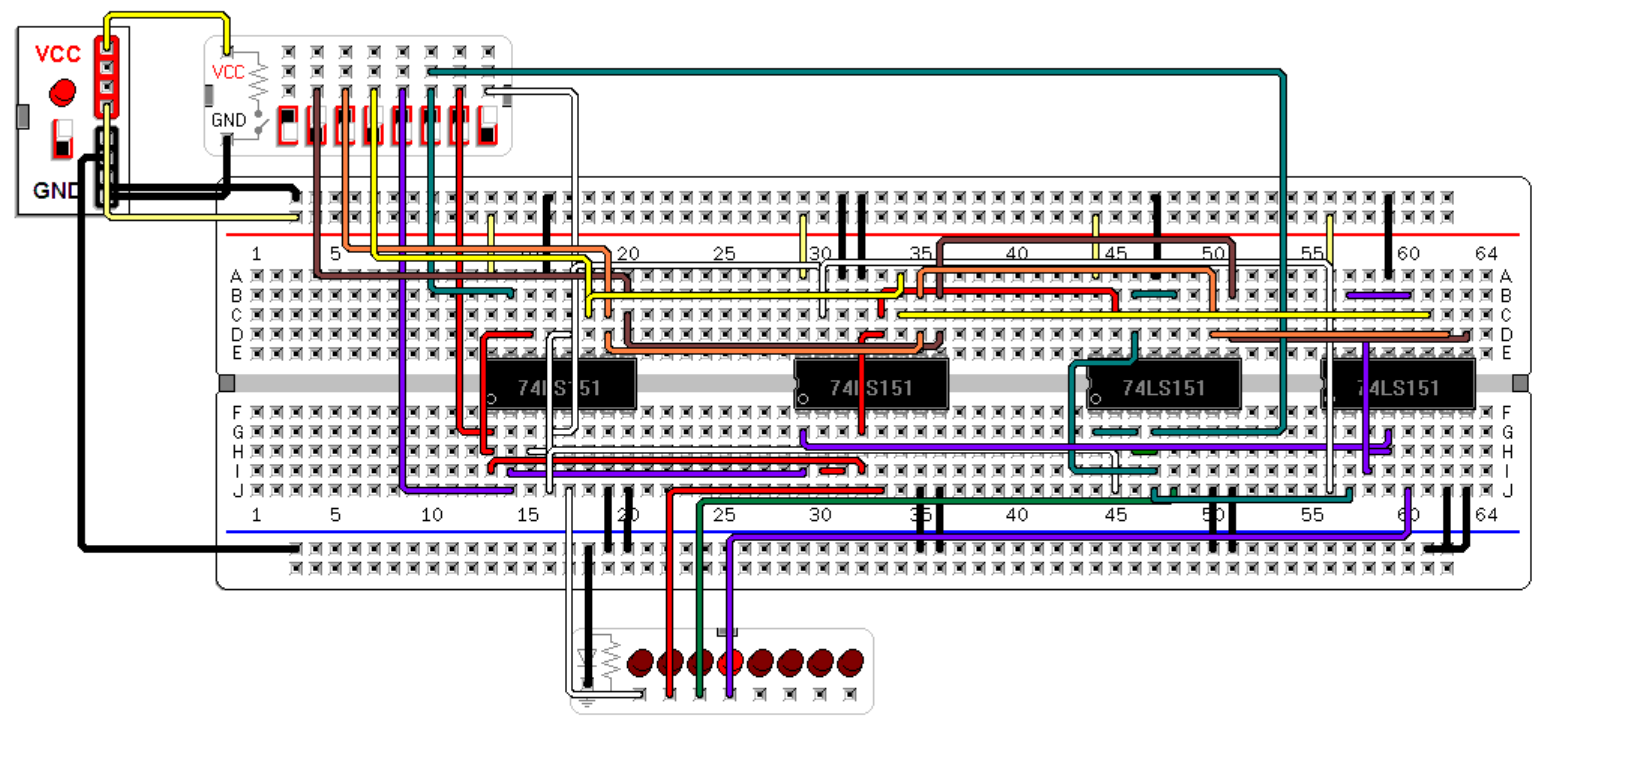 VCC
GND
VCC
GND
1 5 20 25 30 35 40 45 50 55 60 64
A A
B B
C C
D D
E E
74LS151 74LS151 74LS151 74LS151
F F
G G
H H
I I
J J
1 5 10 15 20 25 30 35 40 45 50 55 60 64